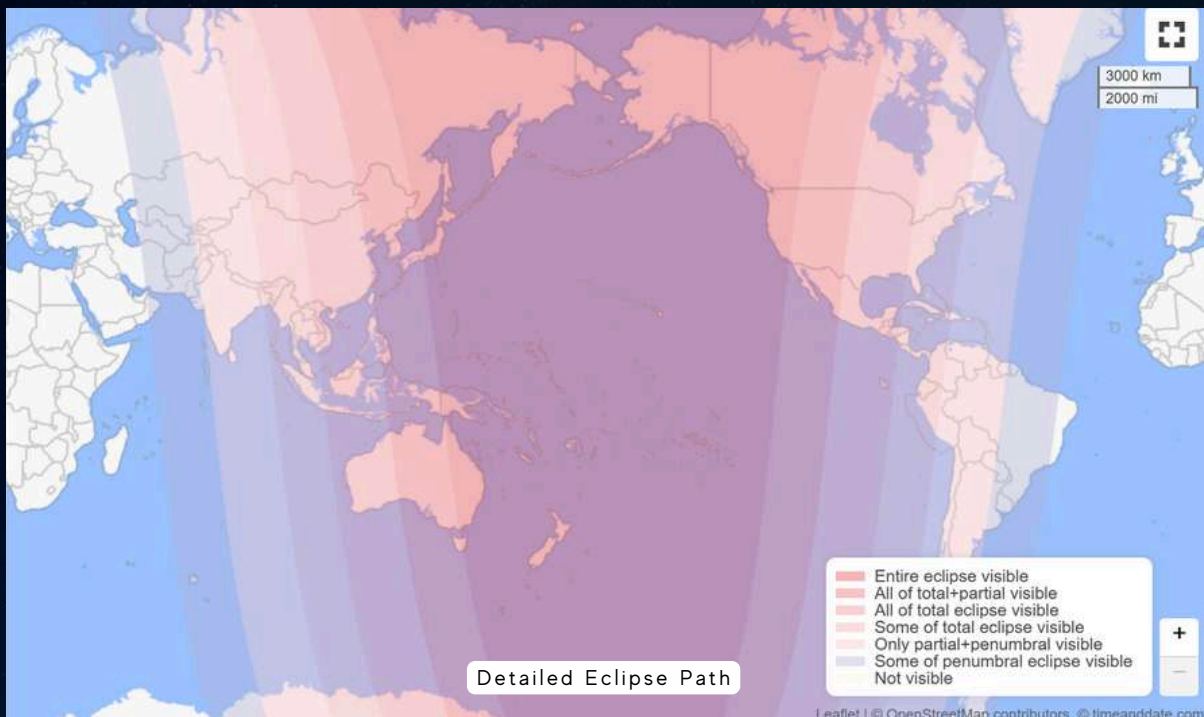 3000 km
2000 mi
Entire eclipse visible
All of total+partial visible
All of total eclipse visible
Some of total eclipse visible
Only partial+penumbral visible
Some of penumbral eclipse visible
Not visible
+
−
Detailed Eclipse Path
Leaflet | © OpenStreetMap contributors, © timeanddate.com